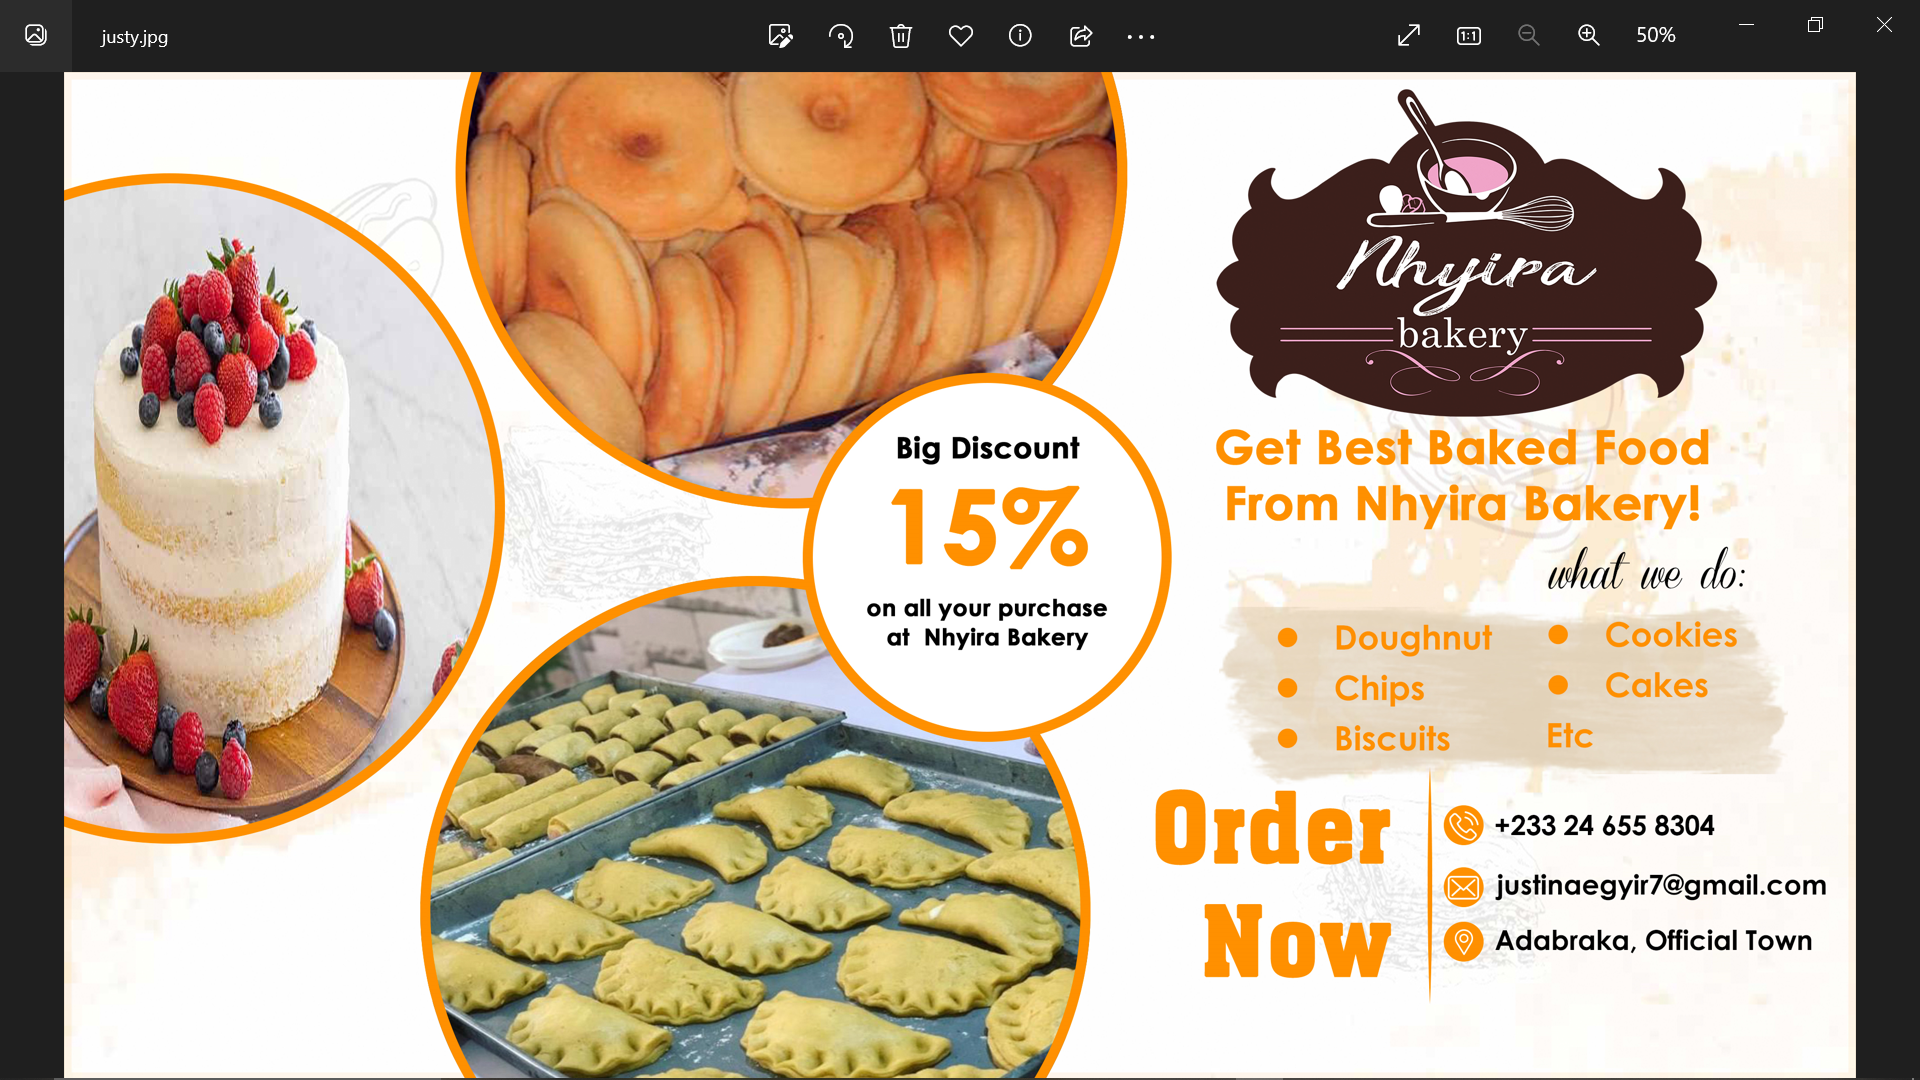 justy.jpg
50%
Nhyira
bakery
Get Best Baked Food
From Nhyira Bakery!
Big Discount
15%
on all your purchase
at Nhyira Bakery
what we do:
Doughnut
Chips
Biscuits
Cookies
Cakes
Etc
Order
Now
+233 24 655 8304
justinaegyir7@gmail.com
Adabraka, Official Town